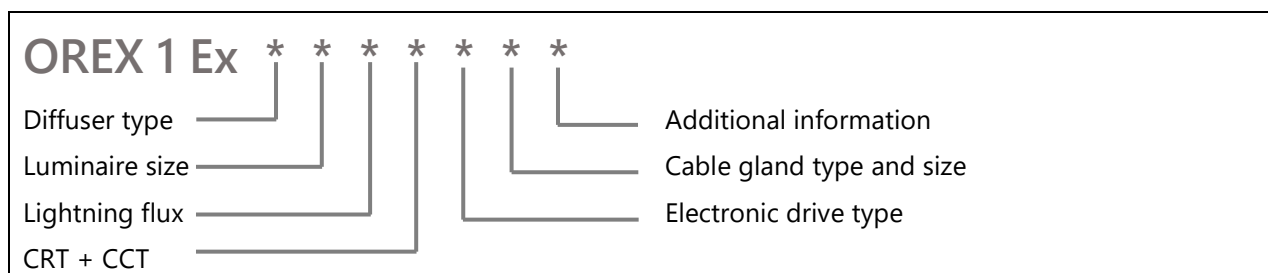 OREX 1 Ex * * * * * * *
Diffuser type
Luminaire size
Lightning flux
CRT + CCT
Additional information
Cable gland type and size
Electronic drive type